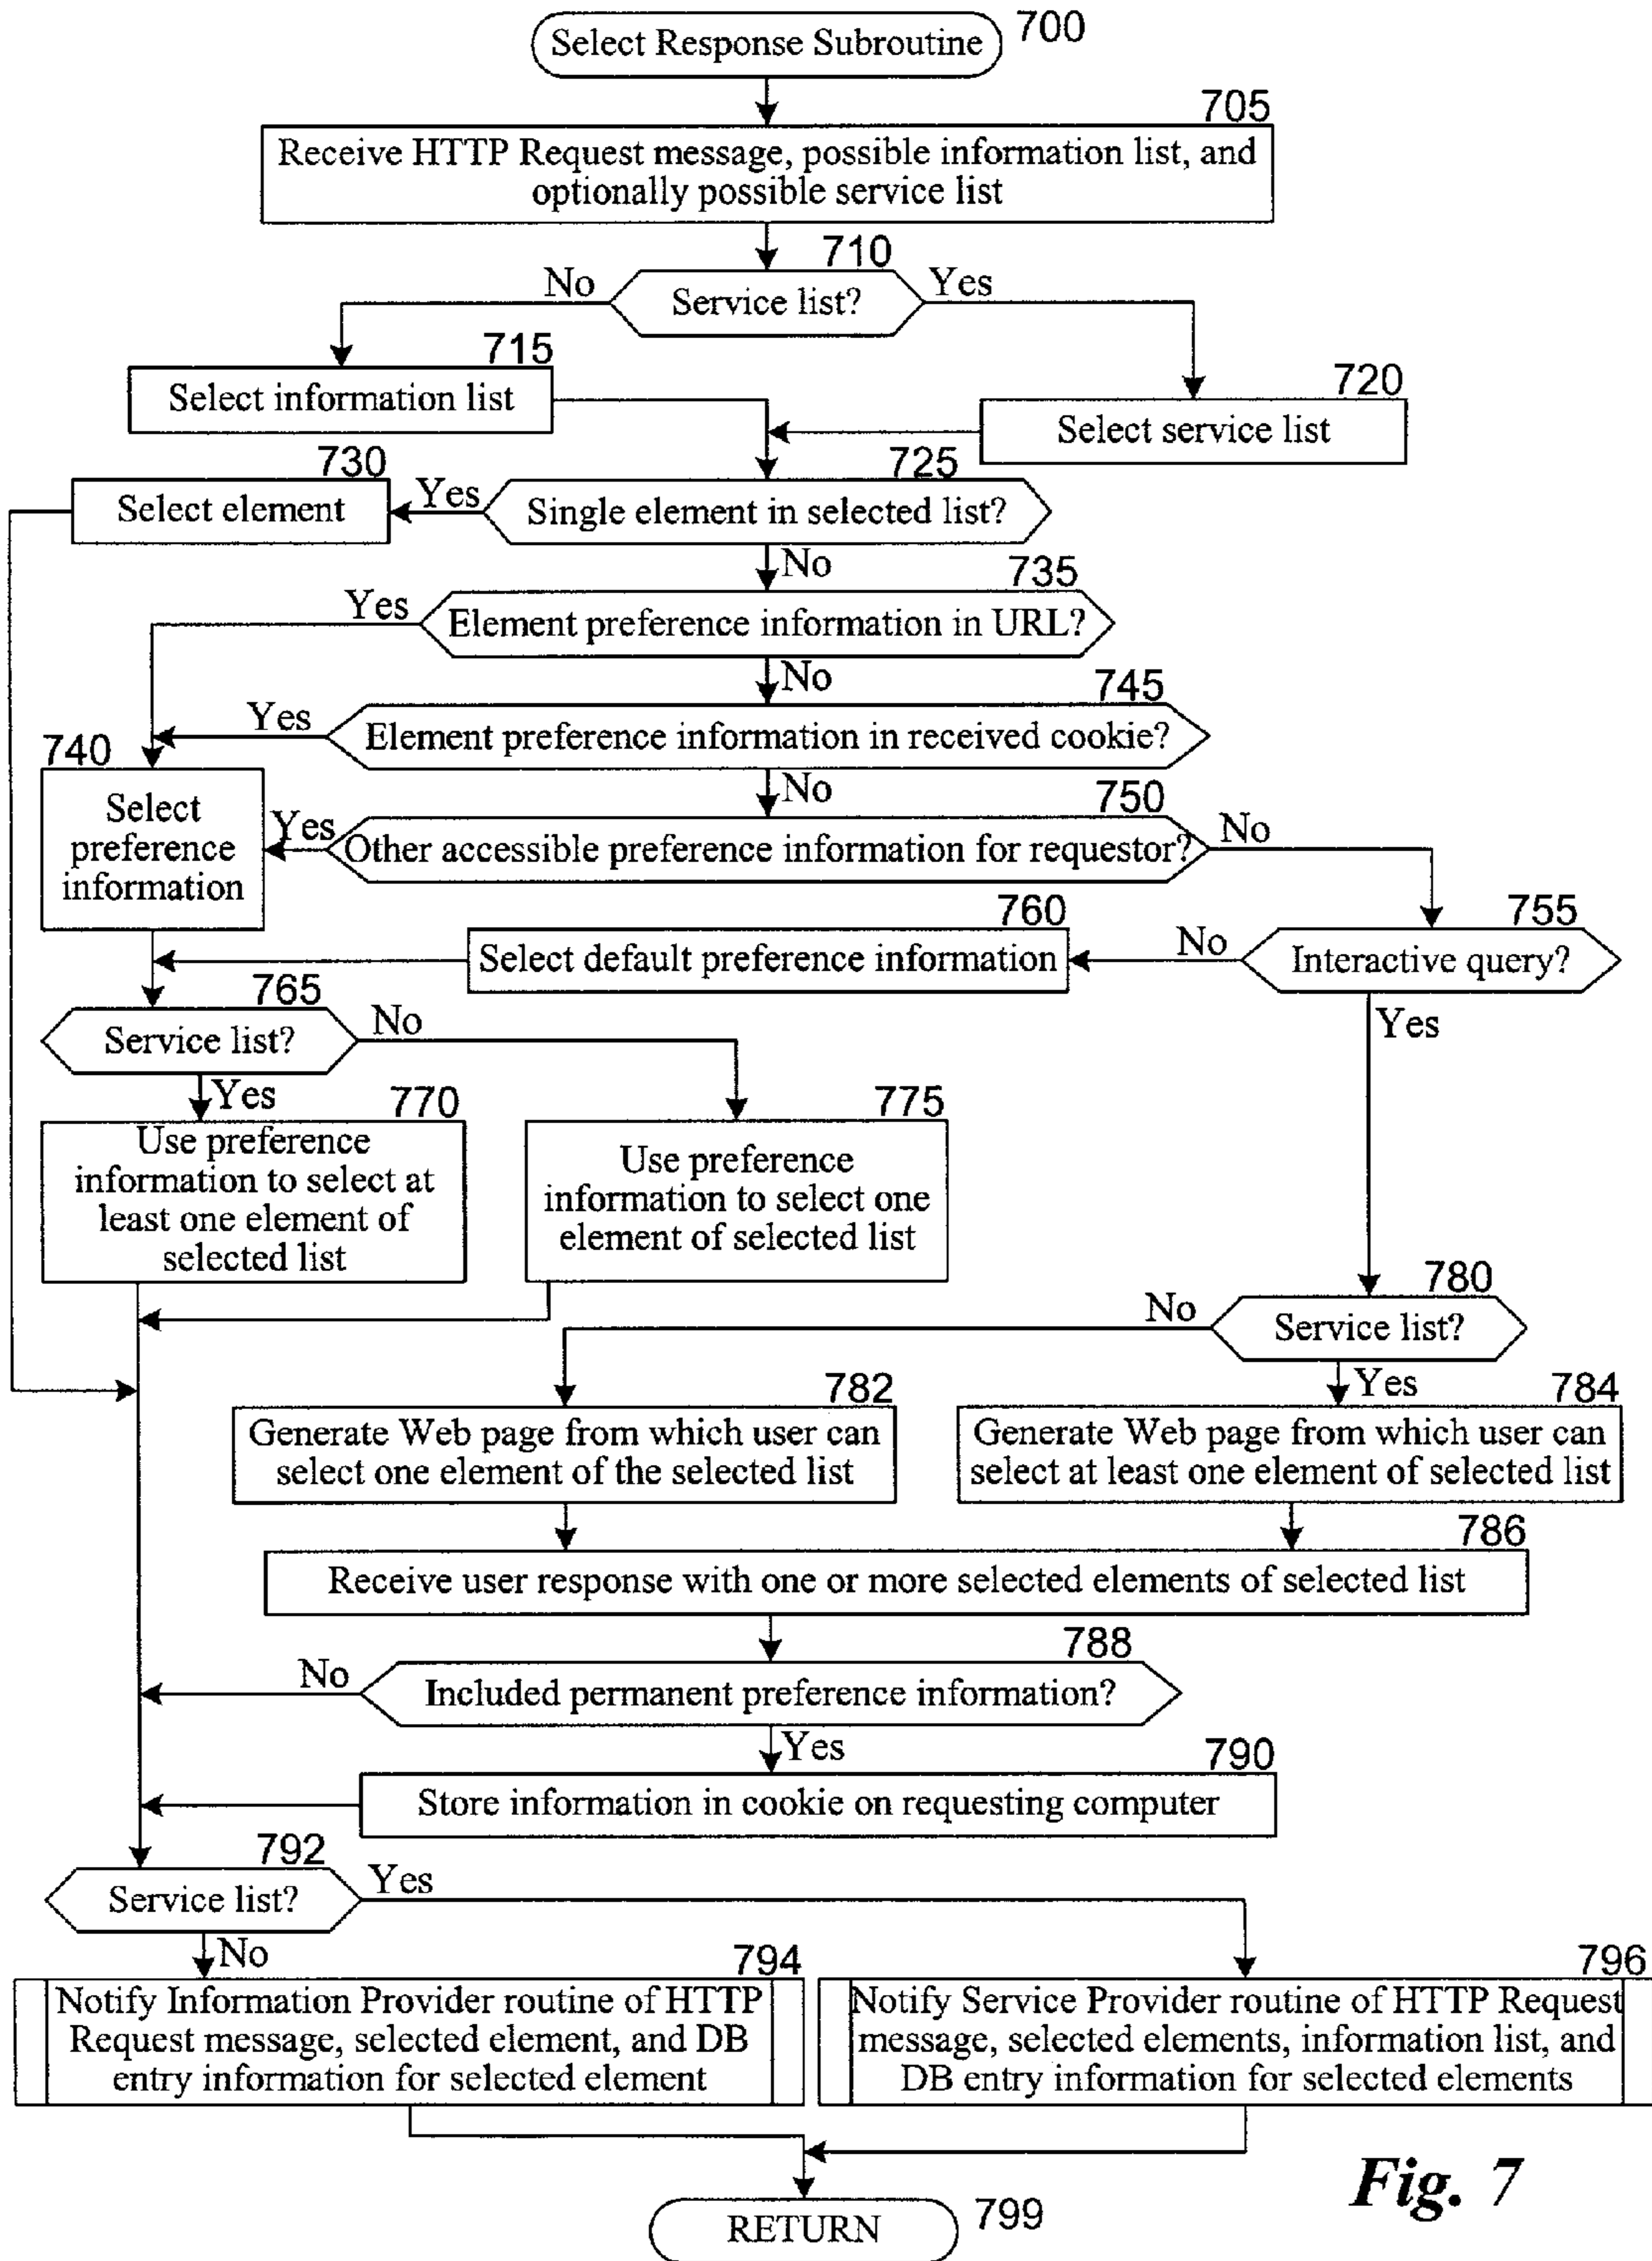 Select Response Subroutine
700
705
Receive HTTP Request message, possible information list, and
optionally possible service list
710
No
Service list?
Yes
715
Select information list
720
Select service list
730
Select element
Yes
725
Single element in selected list?
No
735
Yes
Element preference information in URL?
No
745
Yes
Element preference information in received cookie?
740
Select
preference
information
No
750
Yes
Other accessible preference information for requestor?
No
760
Select default preference information
No
755
Interactive query?
Yes
765
Service list?
No
Yes
770
Use preference
information to select at
least one element of
selected list
775
Use preference
information to select one
element of selected list
780
No
Service list?
Yes
782
Generate Web page from which user can
select one element of the selected list
784
Generate Web page from which user can
select at least one element of selected list
786
Receive user response with one or more selected elements of selected list
788
No
Included permanent preference information?
Yes
790
Store information in cookie on requesting computer
792
Service list?
Yes
No
794
Notify Information Provider routine of HTTP
Request message, selected element, and DB
entry information for selected element
796
Notify Service Provider routine of HTTP Request
message, selected elements, information list, and
DB entry information for selected elements
RETURN
799
Fig. 7